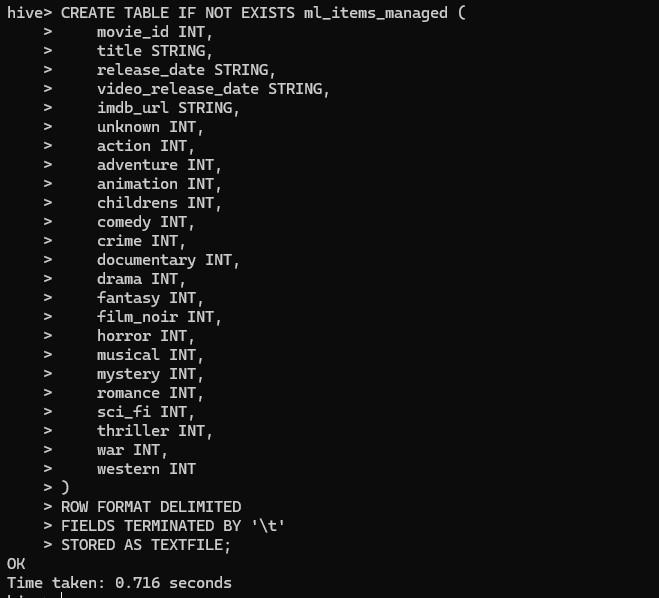 hive> CREATE TABLE IF NOT EXISTS ml_items_managed (
    >     movie_id INT,
    >     title STRING,
    >     release_date STRING,
    >     video_release_date STRING,
    >     imdb_url STRING,
    >     unknown INT,
    >     action INT,
    >     adventure INT,
    >     animation INT,
    >     childrens INT,
    >     comedy INT,
    >     crime INT,
    >     documentary INT,
    >     drama INT,
    >     fantasy INT,
    >     film_noir INT,
    >     horror INT,
    >     musical INT,
    >     mystery INT,
    >     romance INT,
    >     sci_fi INT,
    >     thriller INT,
    >     war INT,
    >     western INT
    > )
    > ROW FORMAT DELIMITED
    > FIELDS TERMINATED BY '\t'
    > STORED AS TEXTFILE;
OK
Time taken: 0.716 seconds